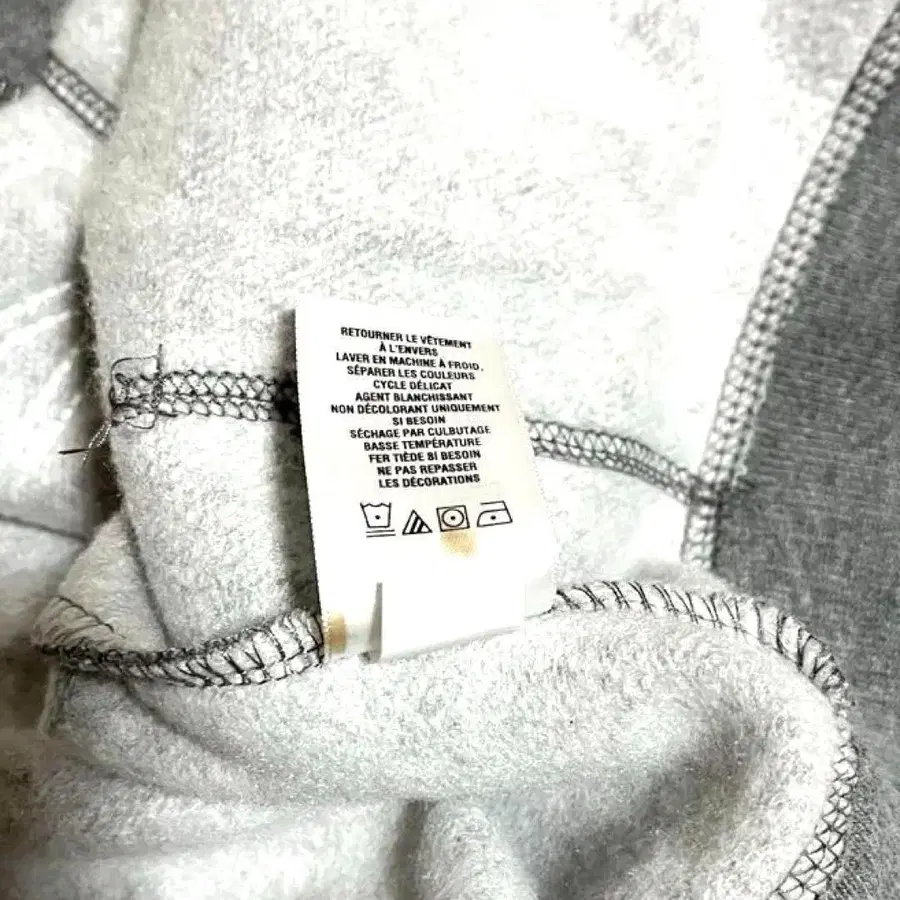 RETOURNER LE VÊTEMENT
À L'ENVERS
LAVER EN MACHINE À FROID,
SÉPARER LES COULEURS
CYCLE DÉLICAT
AGENT BLANCHISSANT
NON DÉCOLORANT UNIQUEMENT
SI BESOIN
SÉCHAGE PAR CULBUTAGE
BASSE TEMPÉRATURE
FER TIÈDE SI BESOIN
NE PAS REPASSER
LES DÉCORATIONS